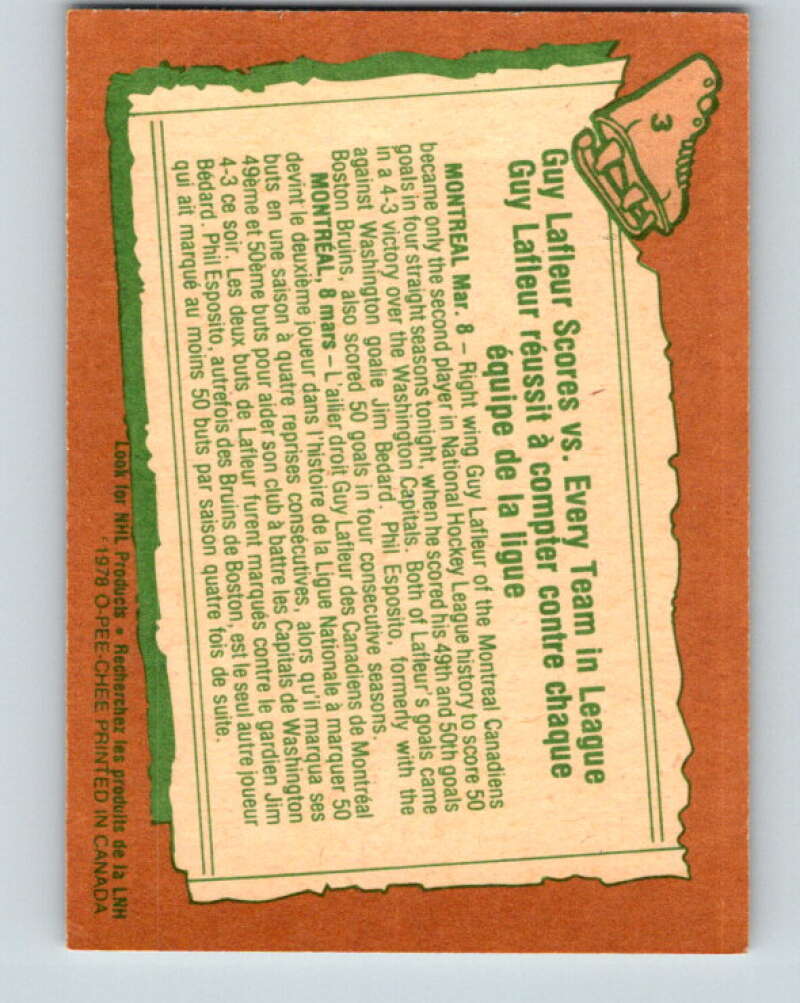 3
Guy Lafleur Scores vs. Every Team in League
Guy Lafleur réussit à compter contre chaque
équipe de la ligue
MONTREAL Mar. 8 – Right wing Guy Lafleur of the Montreal Canadiens
became only the second player in National Hockey League history to score 50
goals in four straight seasons tonight, when he scored his 49th and 50th goals
in a 4-3 victory over the Washington Capitals. Both of Lafleur's goals came
against Washington goalie Jim Bedard. Phil Esposito, formerly with the
Boston Bruins, also scored 50 goals in four consecutive seasons.
MONTRÉAL, 8 mars – L'ailier droit Guy Lafleur des Canadiens de Montréal
devint le deuxième joueur dans l'histoire de la Ligue Nationale à marquer 50
buts en une saison à quatre reprises consécutives, alors qu'il marqua ses
49ème et 50ème buts pour aider son club à battre les Capitals de Washington
4-3 ce soir. Les deux buts de Lafleur furent marqués contre le gardien Jim
Bédard. Phil Esposito, autrefois des Bruins de Boston, est le seul autre joueur
qui ait marqué au moins 50 buts par saison quatre fois de suite.
Look for NHL Products • Recherchez les produits de la LNH
©1978 O-PEE-CHEE PRINTED IN CANADA